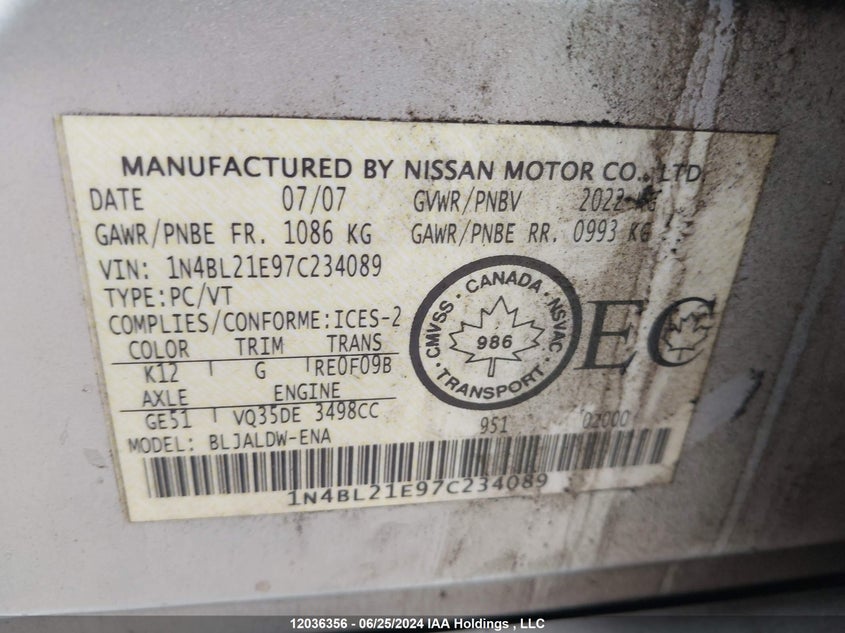 MANUFACTURED BY NISSAN MOTOR CO., LTD.
DATE 07/07 GVWR/PNBV 2022 KG
GAWR/PNBE FR. 1086 KG GAWR/PNBE RR. 0993 KG
VIN: 1N4BL21E97C234089
TYPE:PC/VT
COMPLIES/CONFORME:ICES-2
COLOR TRIM TRANS
K12 G RE0F09B
AXLE ENGINE
GE51 VQ35DE 3498CC
MODEL: BLJALDW-ENA
CMVSS · CANADA · NSVAC · TRANSPORT ·
986
EC
951 02000
1N4BL21E97C234089
12036356 - 06/25/2024 IAA Holdings , LLC